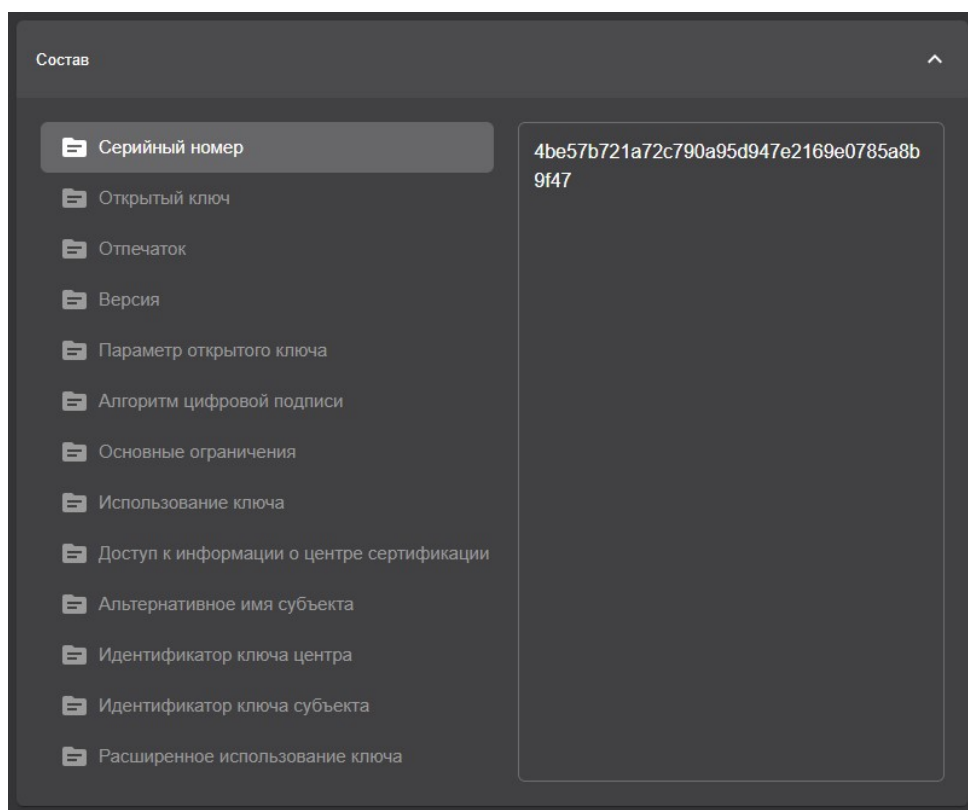 Состав
Серийный номер
Открытый ключ
Отпечаток
Версия
Параметр открытого ключа
Алгоритм цифровой подписи
Основные ограничения
Использование ключа
Доступ к информации о центре сертификации
Альтернативное имя субъекта
Идентификатор ключа центра
Идентификатор ключа субъекта
Расширенное использование ключа
4be57b721a72c790a95d947e2169e0785a8b
9f47